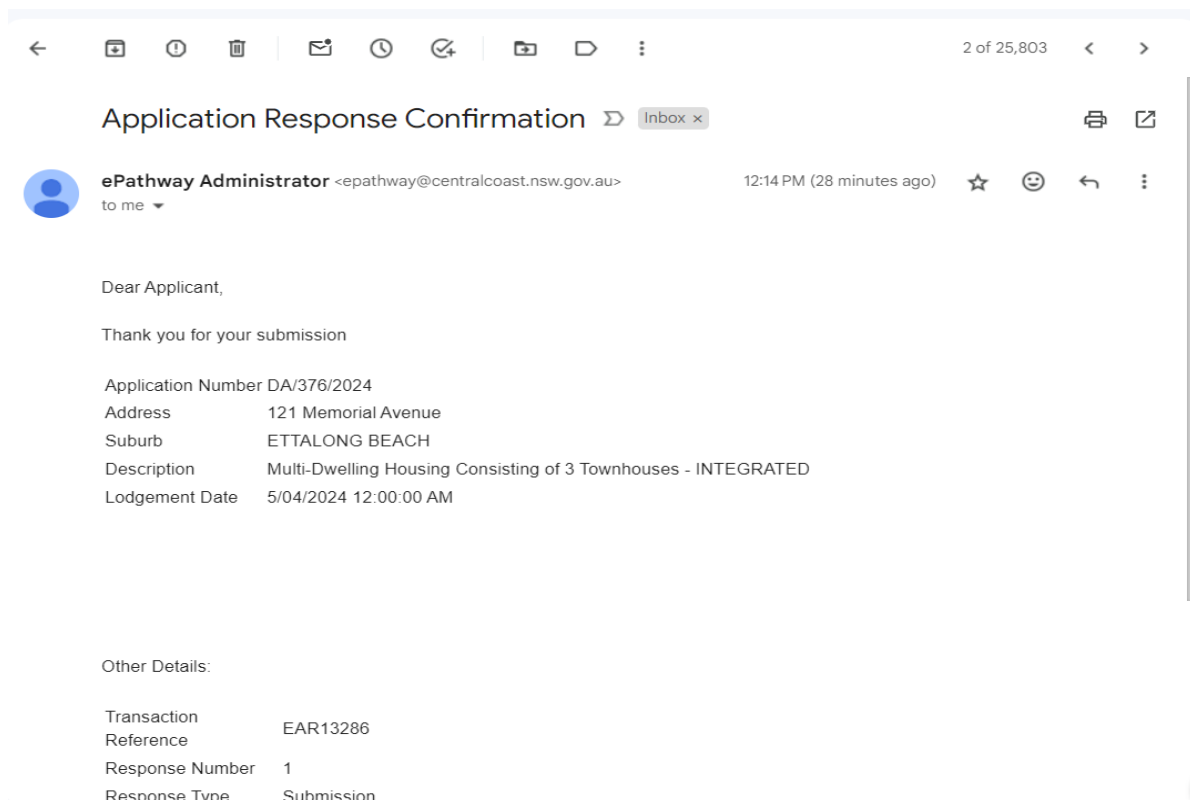 2 of 25,803
Application Response Confirmation Inbox ×
ePathway Administrator <epathway@centralcoast.nsw.gov.au> 12:14 PM (28 minutes ago)
to me
Dear Applicant,
Thank you for your submission
Application Number DA/376/2024
Address 121 Memorial Avenue
Suburb ETTALONG BEACH
Description Multi-Dwelling Housing Consisting of 3 Townhouses - INTEGRATED
Lodgement Date 5/04/2024 12:00:00 AM
Other Details:
Transaction
Reference EAR13286
Response Number 1
Response Type Submission